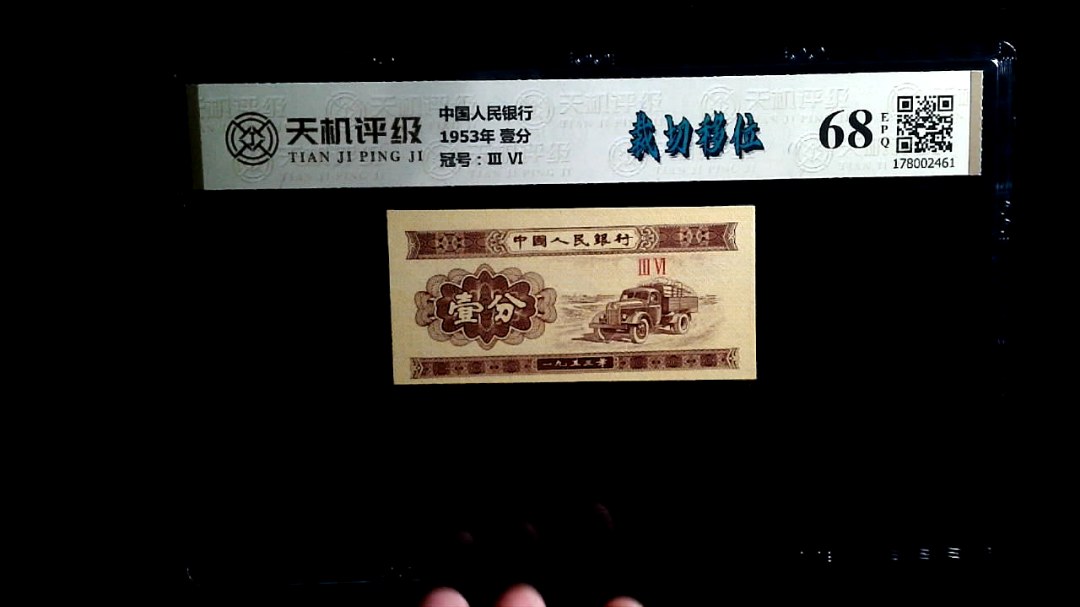 天机评级
TIAN JI PING JI
中国人民银行
1953年 壹分
冠号：Ⅲ Ⅵ
裁切移位
68
EPQ
178002461
中國人民銀行
Ⅲ Ⅵ
壹分
一九五三年